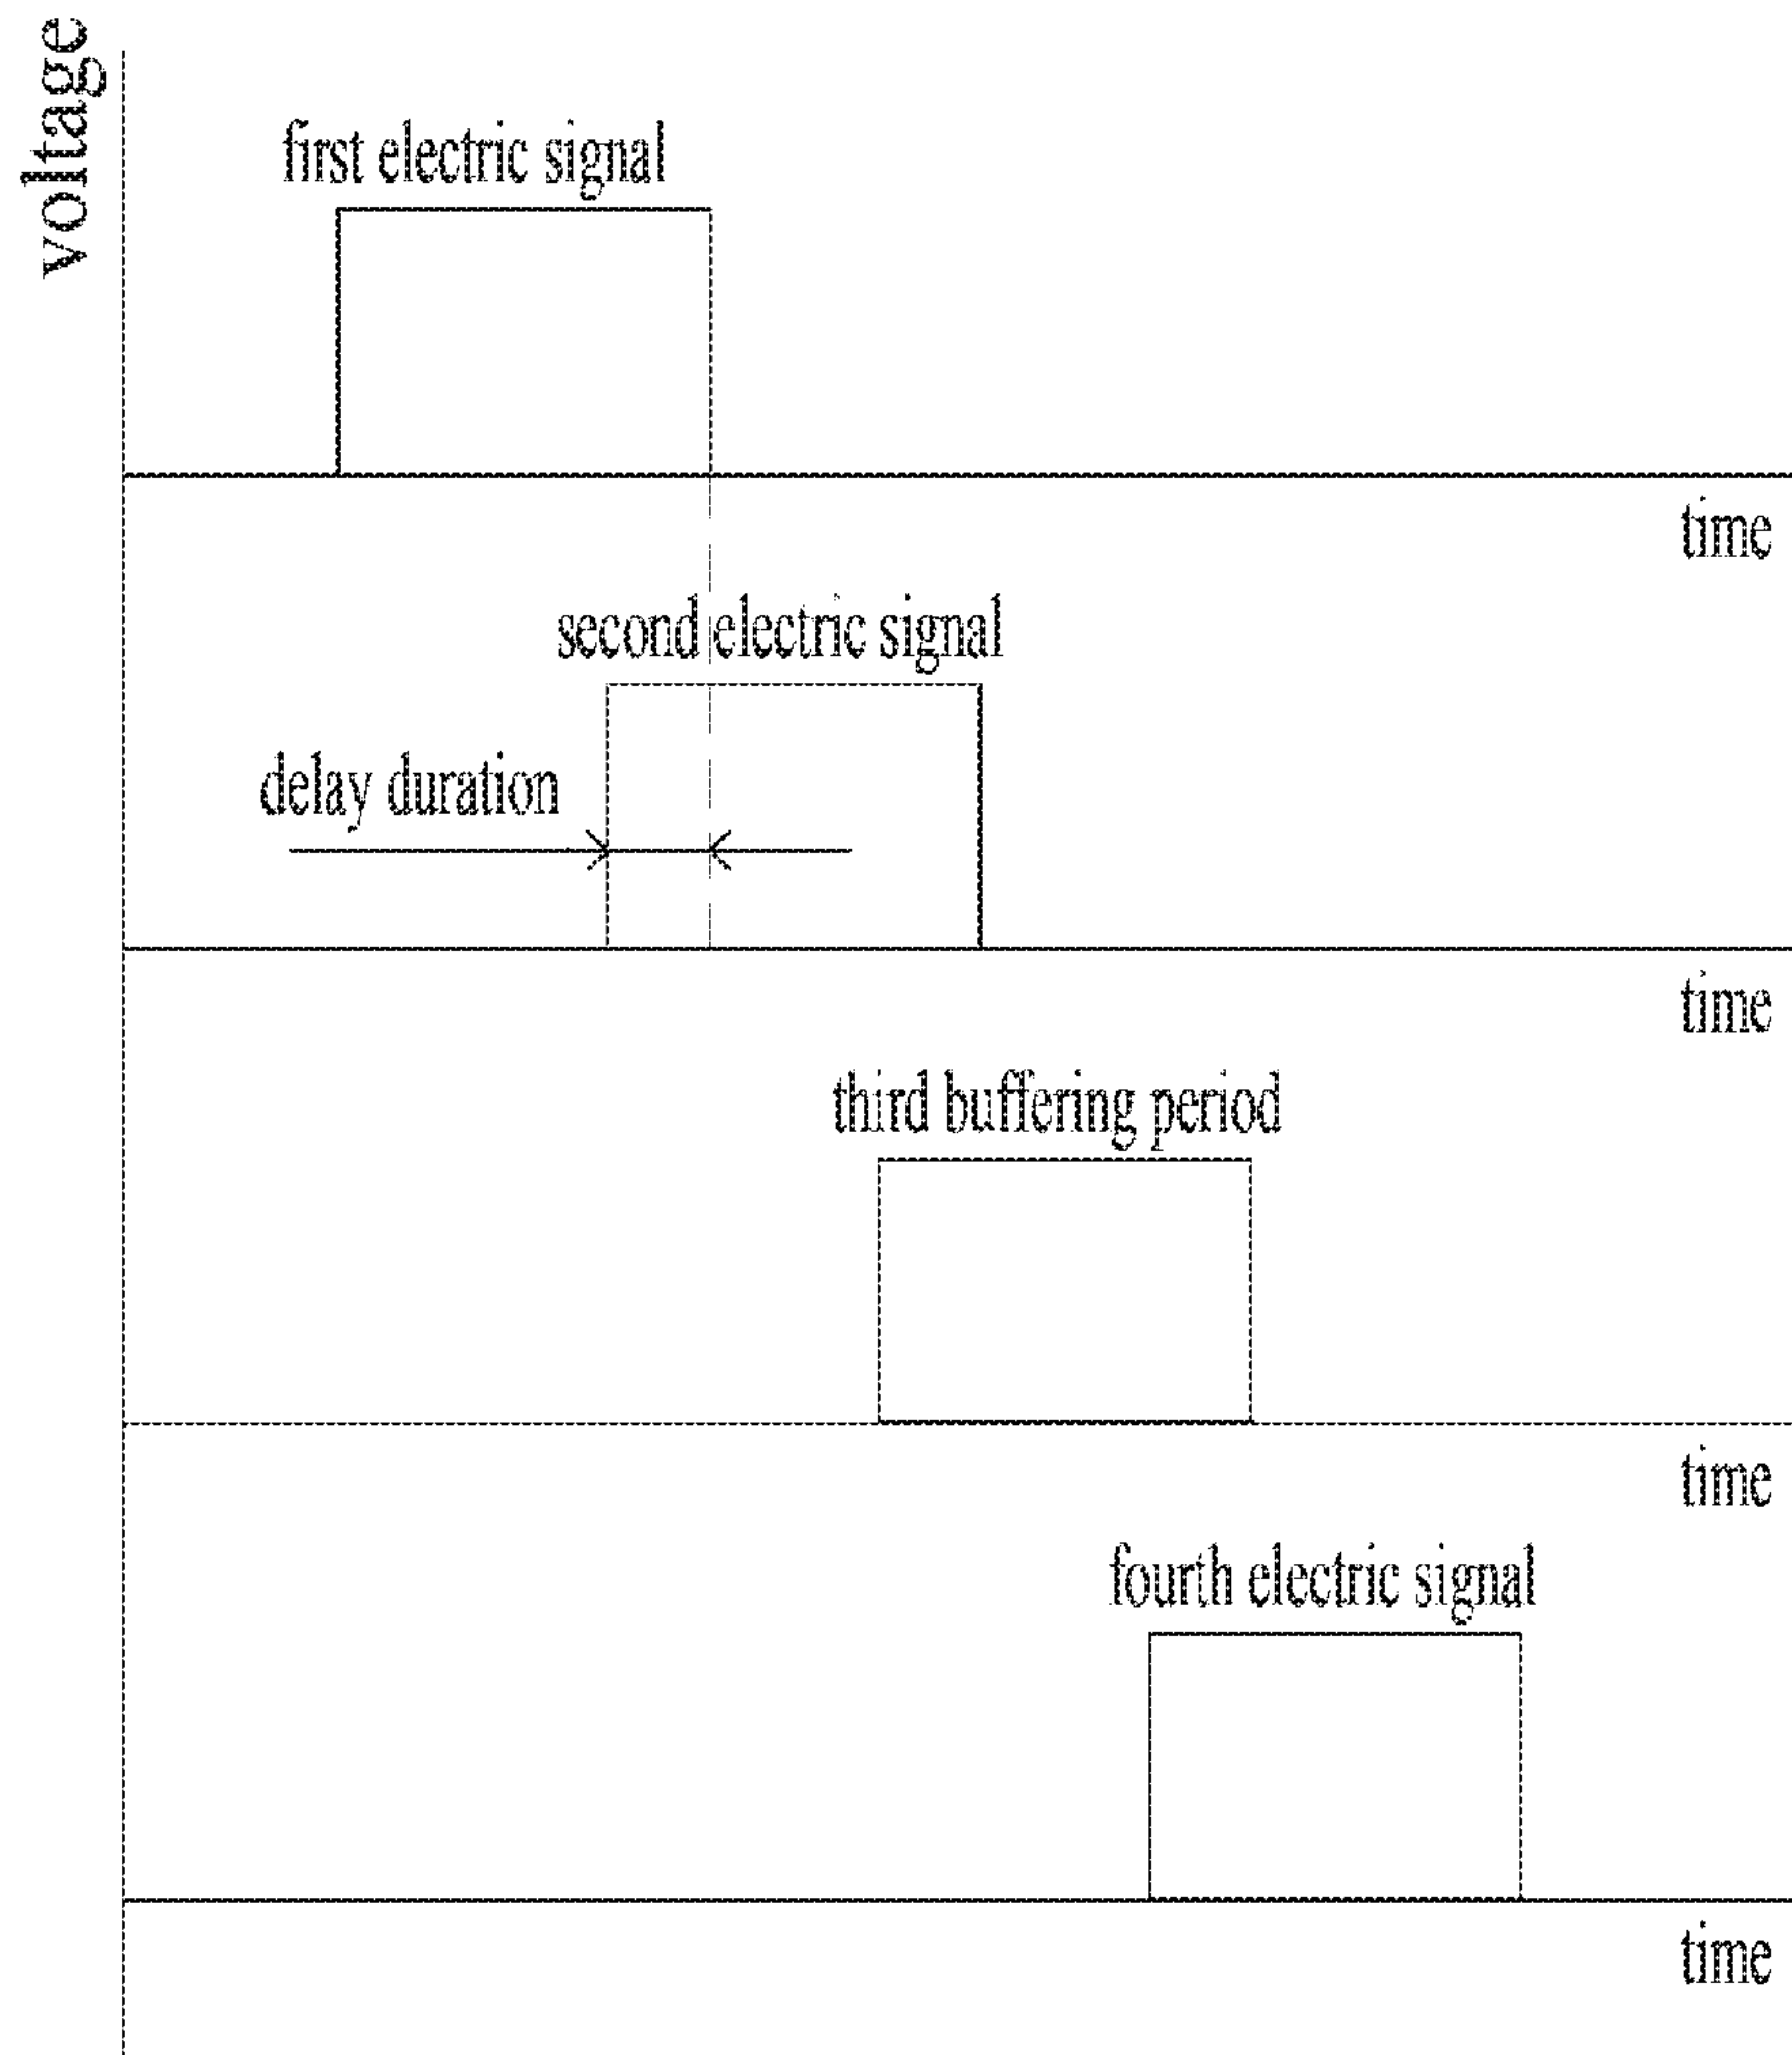 voltage
first electric signal
time
second electric signal
delay duration
time
third buffering period
time
fourth electric signal
time